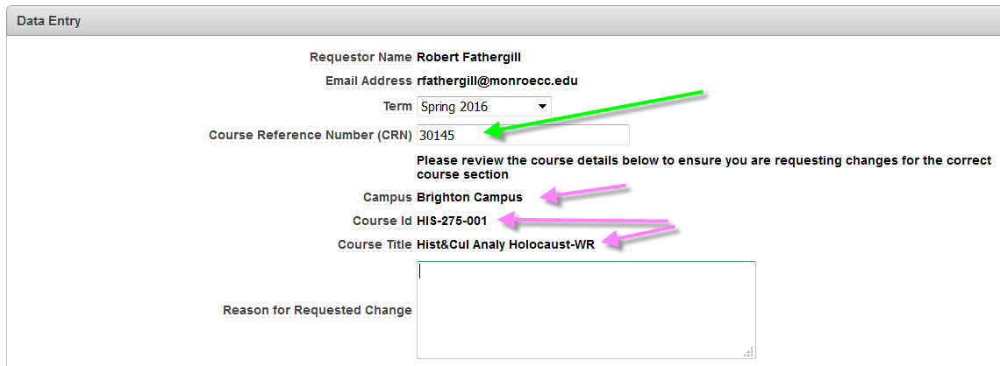 Data Entry
Requestor Name Robert Fathergill
Email Address rfathergill@monroecc.edu
Term Spring 2016
Course Reference Number (CRN) 30145
Please review the course details below to ensure you are requesting changes for the correct
course section
Campus Brighton Campus
Course Id HIS-275-001
Course Title Hist&Cul Analy Holocaust-WR
Reason for Requested Change